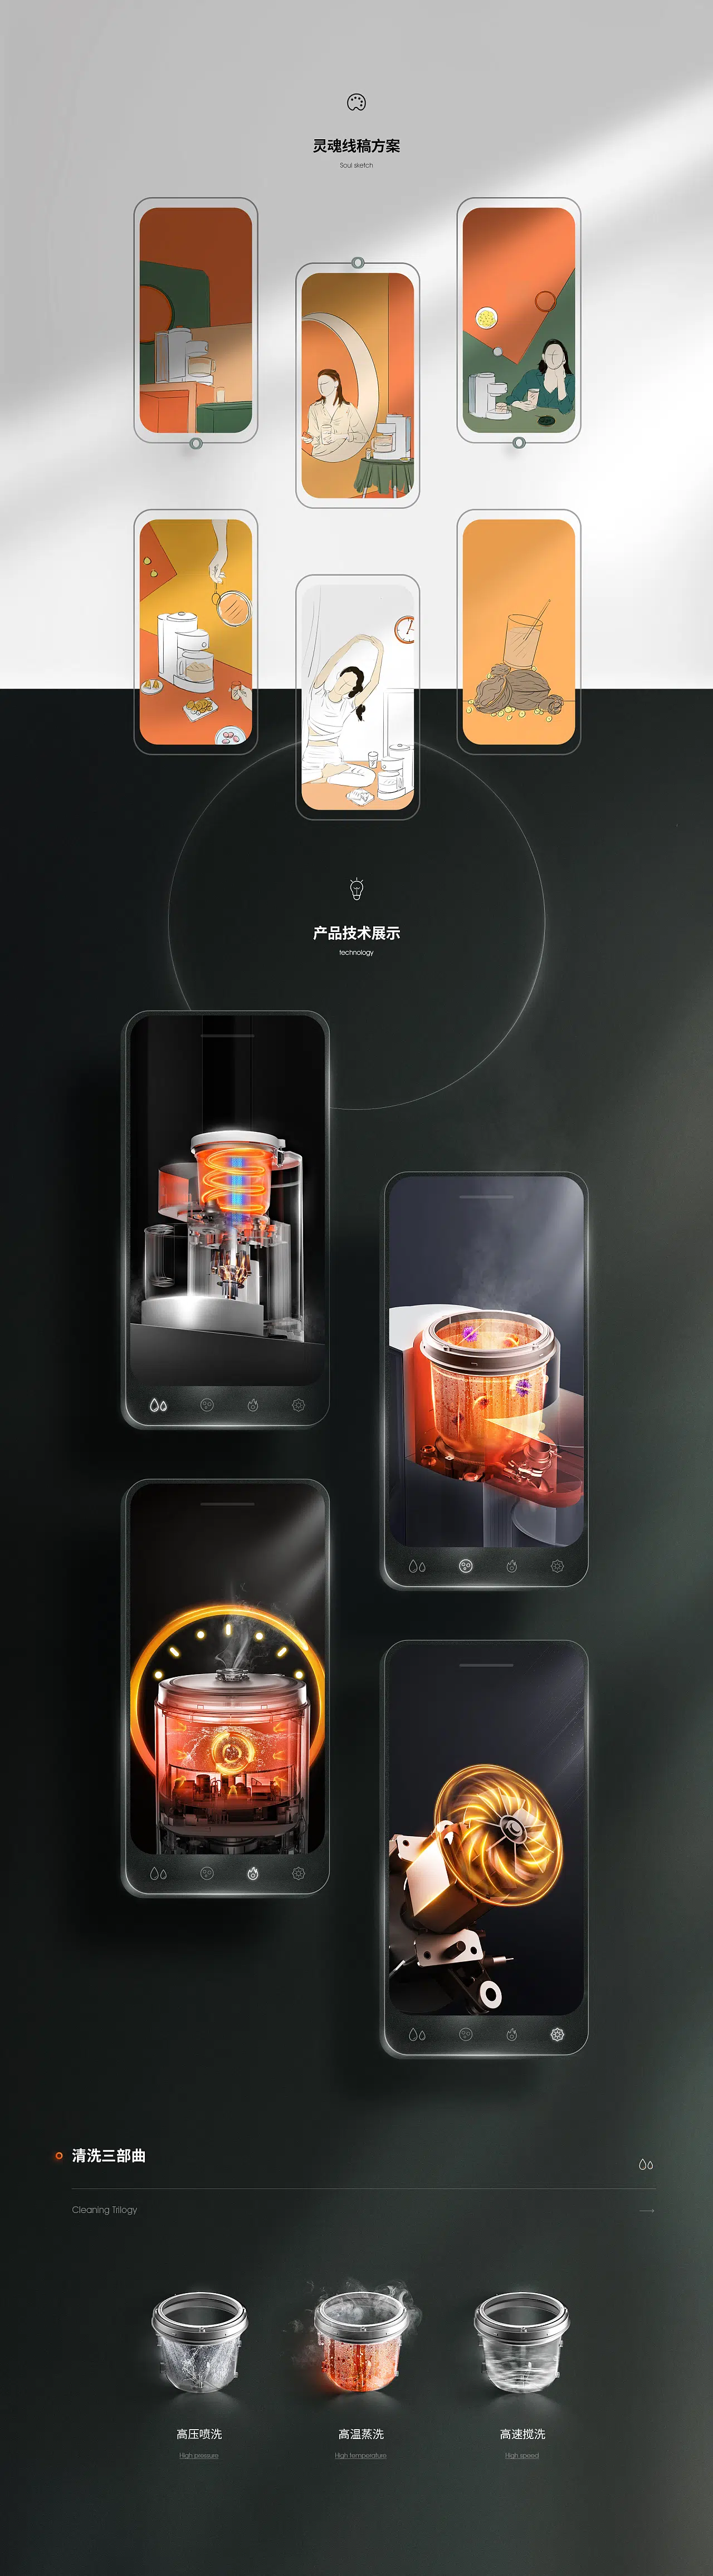 灵魂线稿方案
Soul sketch
产品技术展示
technology
清洗三部曲
Cleaning Trilogy
高压喷洗
High pressure
高温蒸洗
High temperature
高速搅洗
High speed